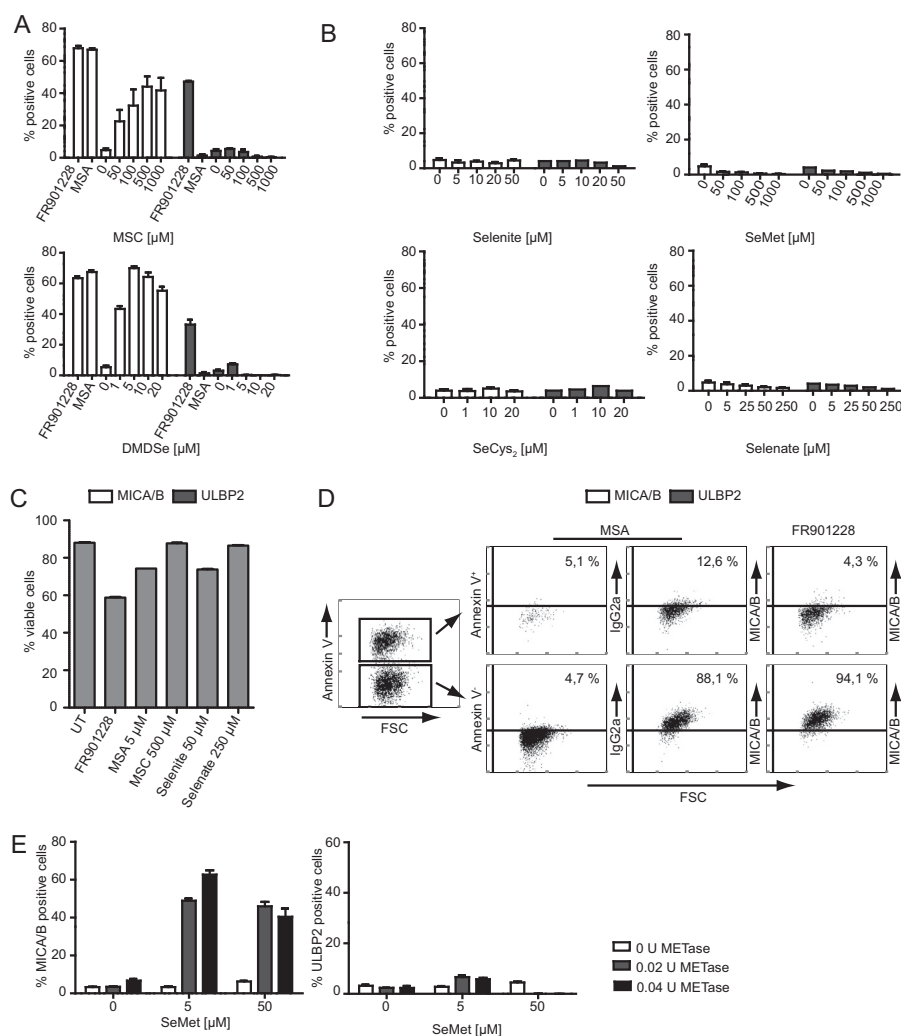 A
% positive cells
80
60
40
20
0
FR901228
MSA
0
50
100
500
1000
FR901228
MSA
0
50
100
500
1000
MSC [µM]
% positive cells
80
60
40
20
0
FR901228
MSA
0
1
5
10
20
FR901228
MSA
0
1
5
10
20
DMDSe [µM]
B
% positive cells
80
60
40
20
0
0 5 10 20 50 0 5 10 20 50
Selenite [µM]
% positive cells
80
60
40
20
0
0
50
100
500
1000
0
50
100
500
1000
SeMet [µM]
% positive cells
80
60
40
20
0
0 1 10 20 0 1 10 20
SeCys2 [µM]
% positive cells
80
60
40
20
0
0 5 25 50 250 0 5 25 50 250
Selenate [µM]
MICA/B ULBP2
MICA/B ULBP2
C
% viable cells
100
80
60
40
20
0
UT
FR901228
MSA 5 µM
MSC 500 µM
Selenite 50 µM
Selenate 250 µM
D
MSA
FR901228
Annexin V
FSC
Annexin V+
5,1 %
IgG2a
12,6 %
MICA/B
4,3 %
MICA/B
Annexin V-
4,7 %
IgG2a
88,1 %
MICA/B
94,1 %
MICA/B
FSC
E
% MICA/B positive cells
80
60
40
20
0
0 5 50
SeMet [µM]
% ULBP2 positive cells
80
60
40
20
0
0 5 50
SeMet [µM]
0 U METase
0.02 U METase
0.04 U METase